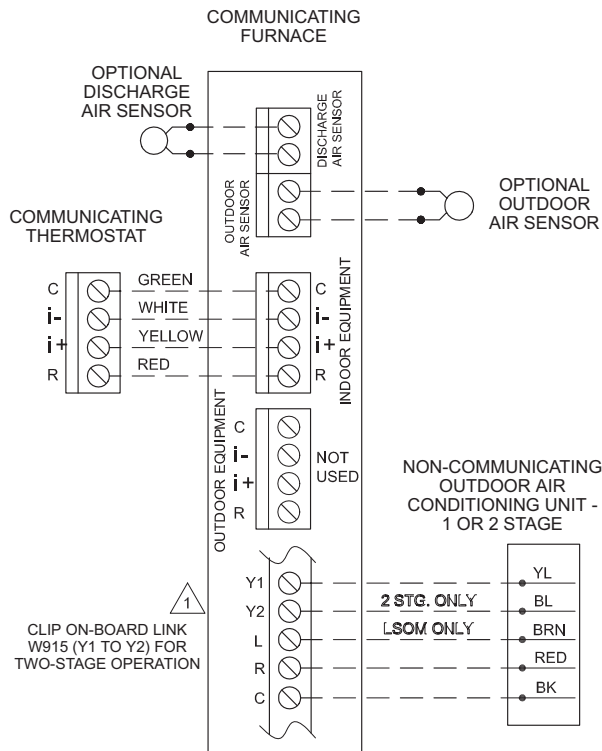 COMMUNICATING
FURNACE
OPTIONAL
DISCHARGE
AIR SENSOR
DISCHARGE
AIR SENSOR
OUTDOOR
AIR SENSOR
OPTIONAL
OUTDOOR
AIR SENSOR
COMMUNICATING
THERMOSTAT
C GREEN C
i- WHITE i-
i+ YELLOW i+
R RED R
INDOOR EQUIPMENT
OUTDOOR EQUIPMENT
C
i-
i+
R
NOT
USED
NON-COMMUNICATING
OUTDOOR AIR
CONDITIONING UNIT -
1 OR 2 STAGE
Y1 YL
Y2 2 STG. ONLY BL
L LSOM ONLY BRN
R RED
C BK
1
CLIP ON-BOARD LINK
W915 (Y1 TO Y2) FOR
TWO-STAGE OPERATION